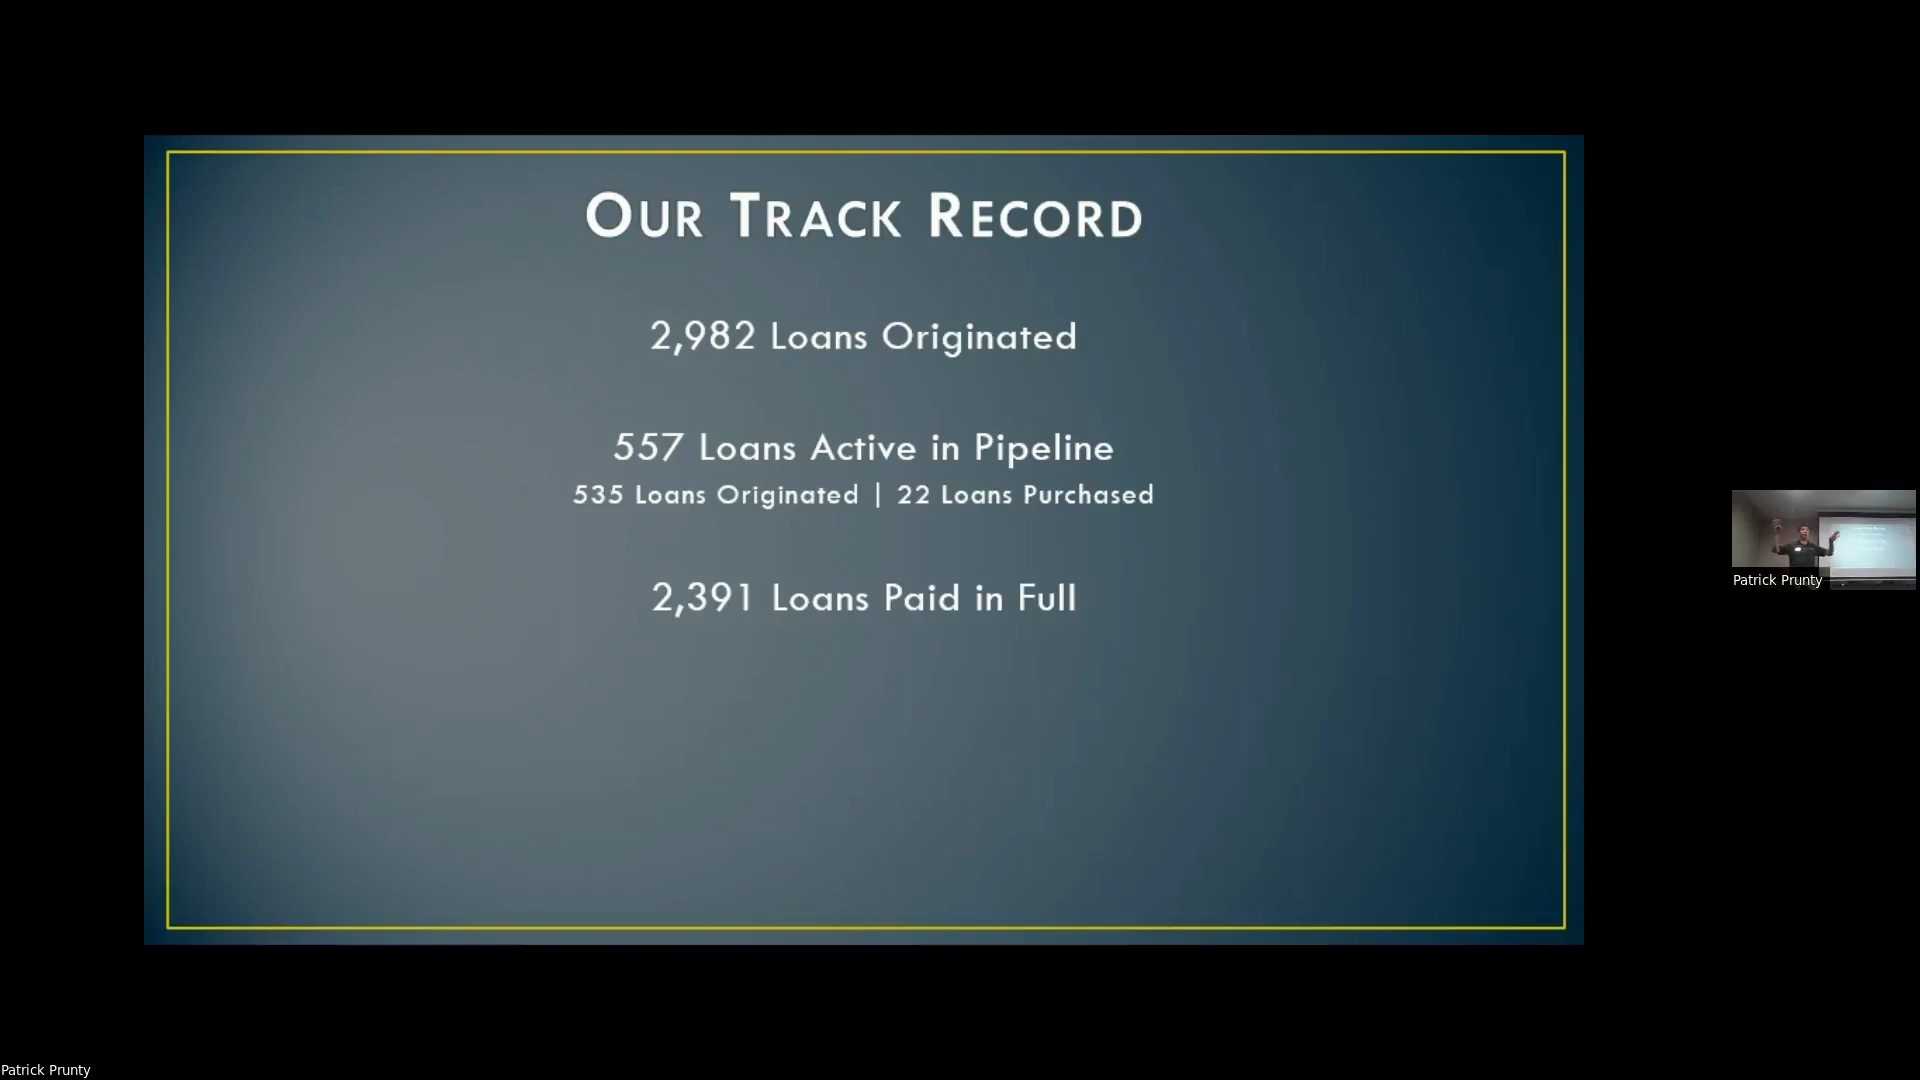 Our Track Record
2,982 Loans Originated
557 Loans Active in Pipeline
535 Loans Originated | 22 Loans Purchased
2,391 Loans Paid in Full
Patrick Prunty
Patrick Prunty